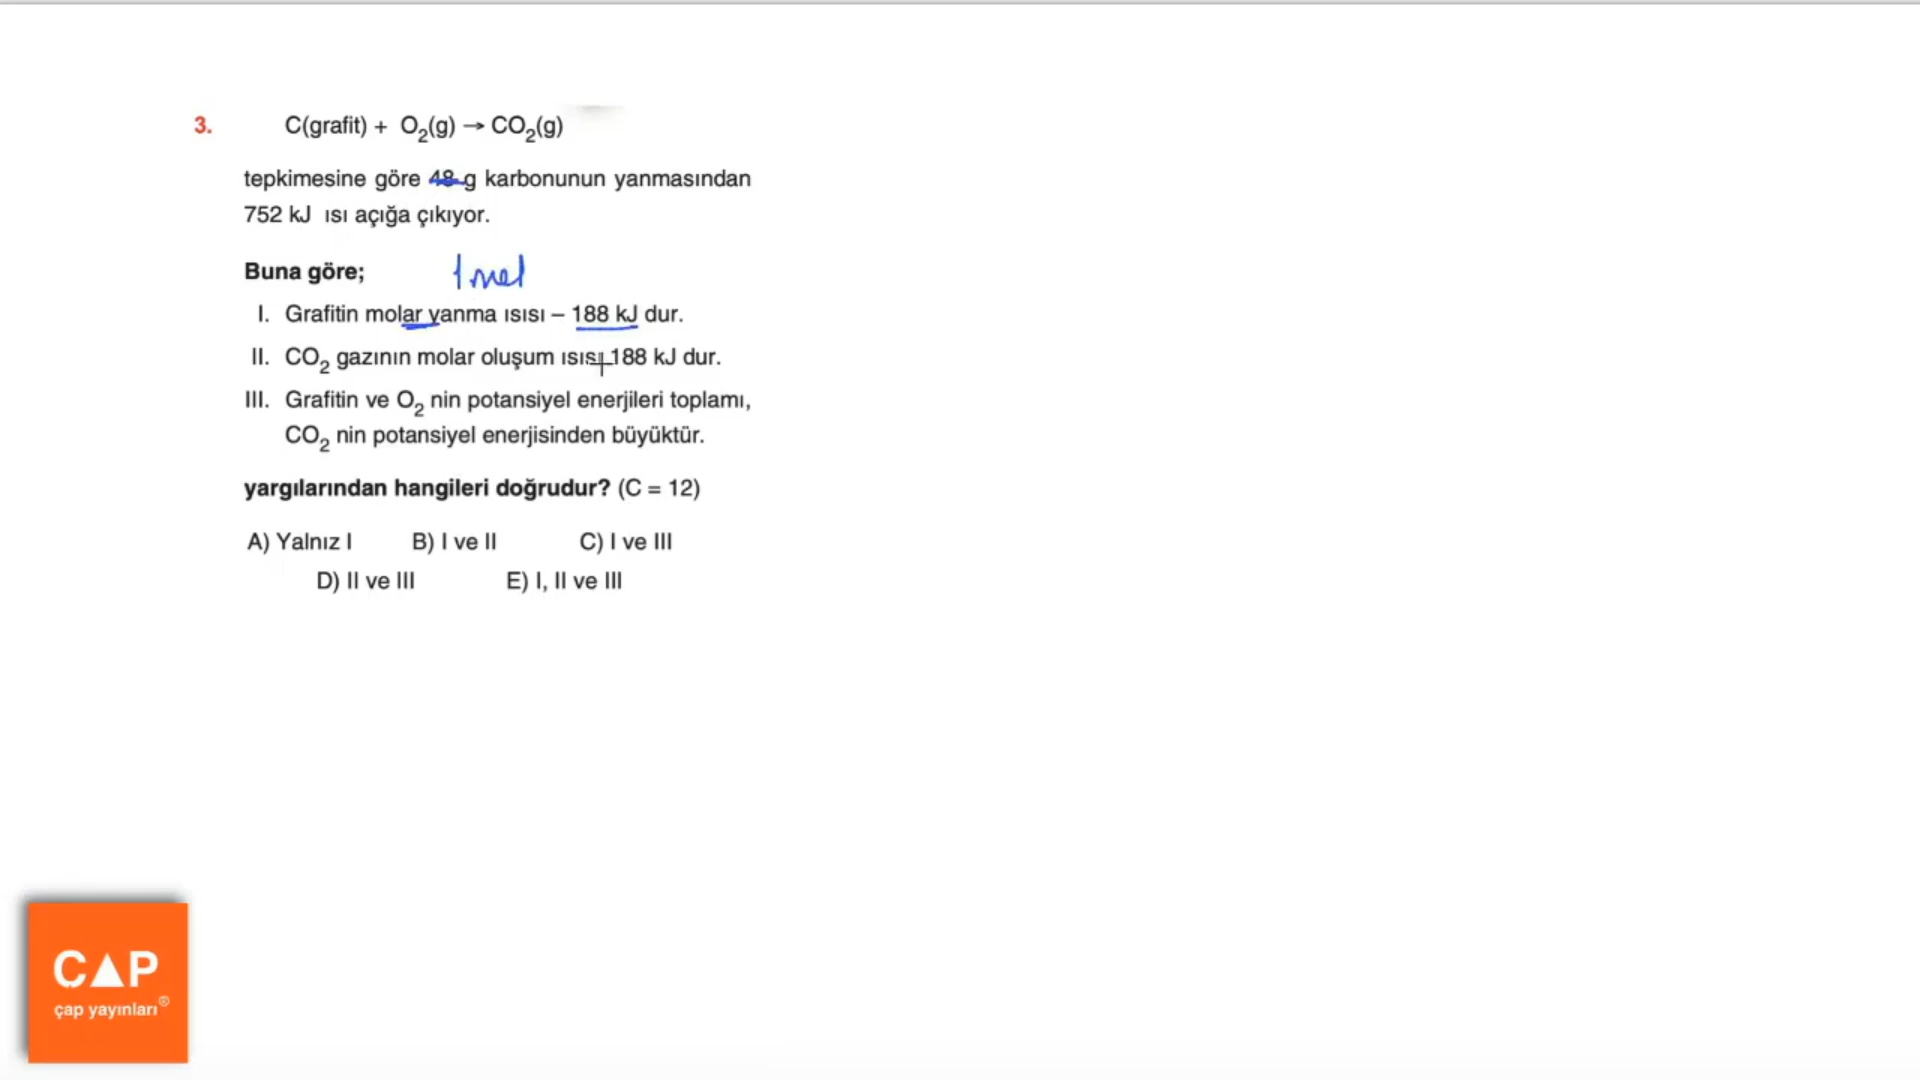 3. C(grafit) + O₂(g) → CO₂(g)
tepkimesine göre 48 g karbonunun yanmasından
752 kJ ısı açığa çıkıyor.
Buna göre;
1 mol
I. Grafitin molar yanma ısısı – 188 kJ dur.
II. CO₂ gazının molar oluşum ısısı 188 kJ dur.
III. Grafitin ve O₂ nin potansiyel enerjileri toplamı,
CO₂ nin potansiyel enerjisinden büyüktür.
yargılarından hangileri doğrudur? (C = 12)
A) Yalnız I B) I ve II C) I ve III
D) II ve III E) I, II ve III
ÇAP
çap yayınları®